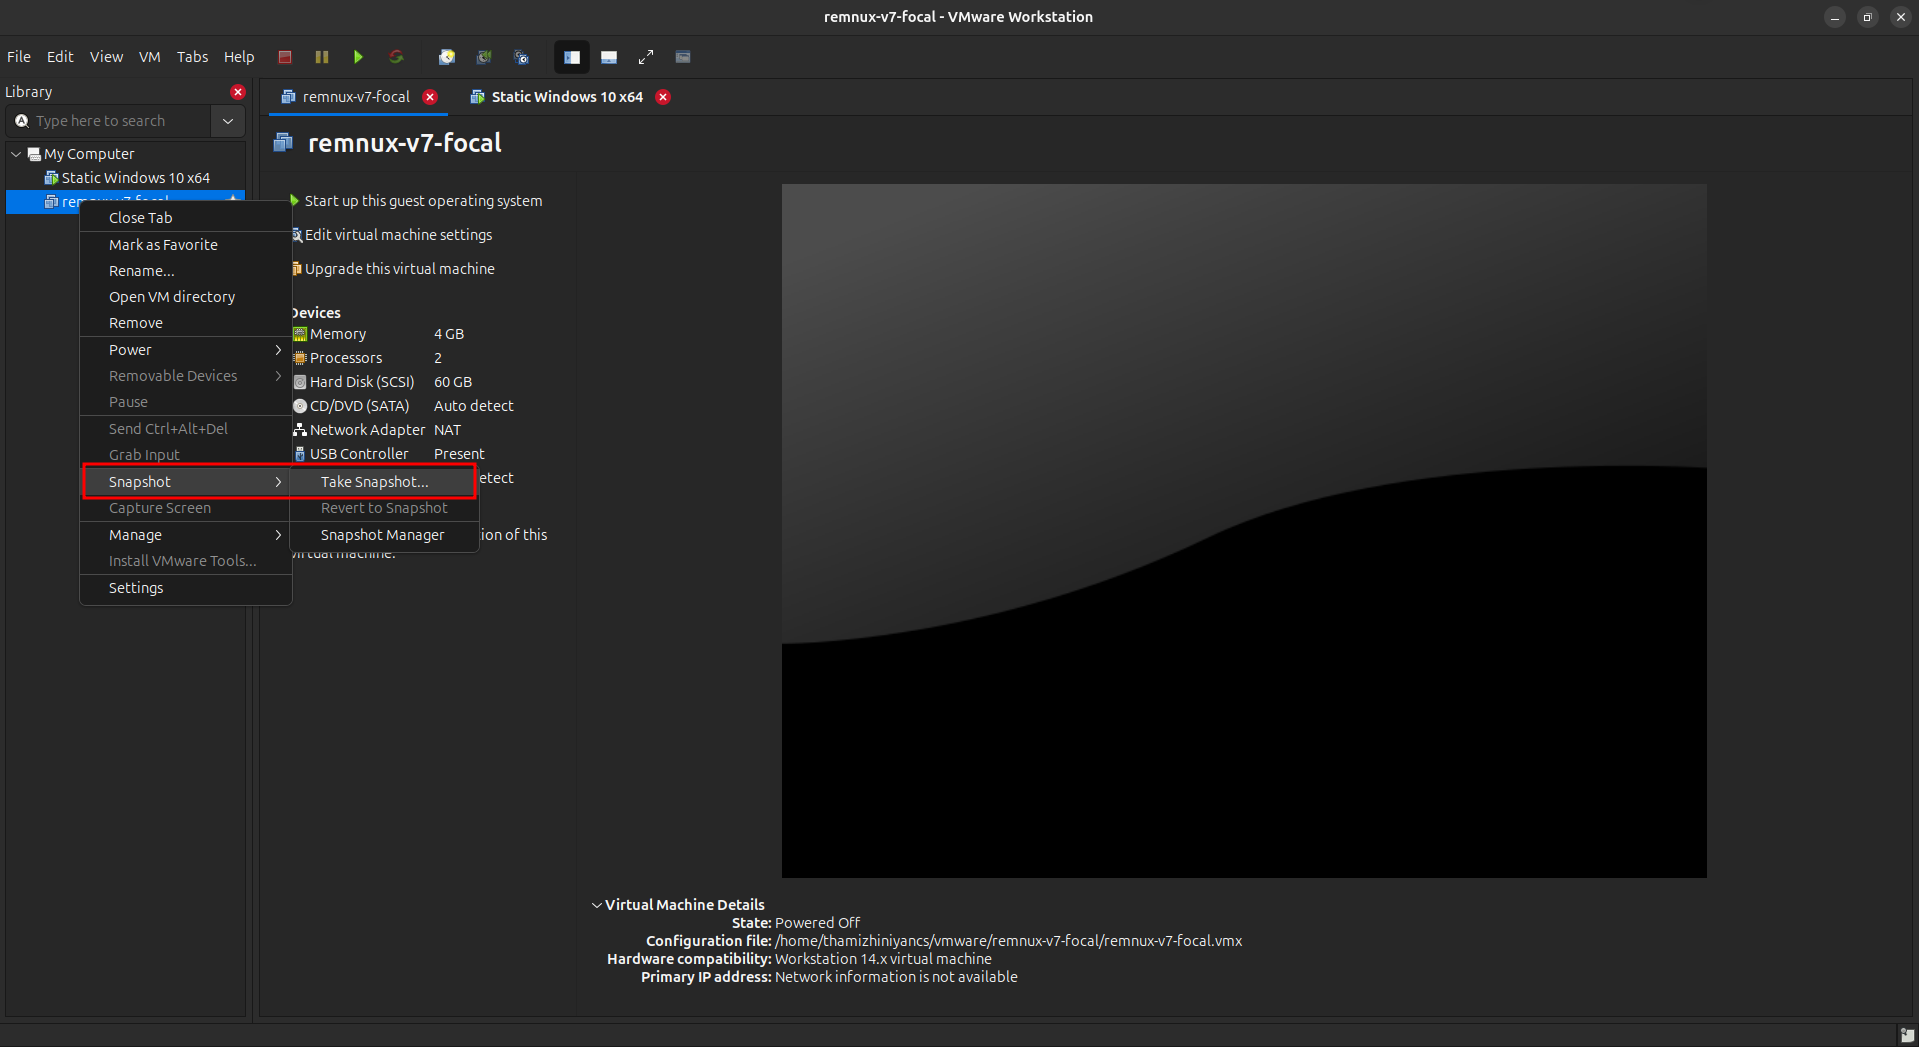 remnux-v7-focal - VMware Workstation
File Edit View VM Tabs Help
Library
Type here to search
My Computer
Static Windows 10 x64
remnux-v7-focal
remnux-v7-focal
Static Windows 10 x64
remnux-v7-focal
Close Tab
Mark as Favorite
Rename...
Open VM directory
Remove
Power
Removable Devices
Pause
Send Ctrl+Alt+Del
Grab Input
Snapshot
Capture Screen
Manage
Install VMware Tools...
Settings
Take Snapshot...
Revert to Snapshot
Snapshot Manager
Start up this guest operating system
Edit virtual machine settings
Upgrade this virtual machine
Devices
Memory 4 GB
Processors 2
Hard Disk (SCSI) 60 GB
CD/DVD (SATA) Auto detect
Network Adapter NAT
USB Controller Present
etect
ion of this
virtual machine.
Virtual Machine Details
State: Powered Off
Configuration file: /home/thamizhiniyancs/vmware/remnux-v7-focal/remnux-v7-focal.vmx
Hardware compatibility: Workstation 14.x virtual machine
Primary IP address: Network information is not available